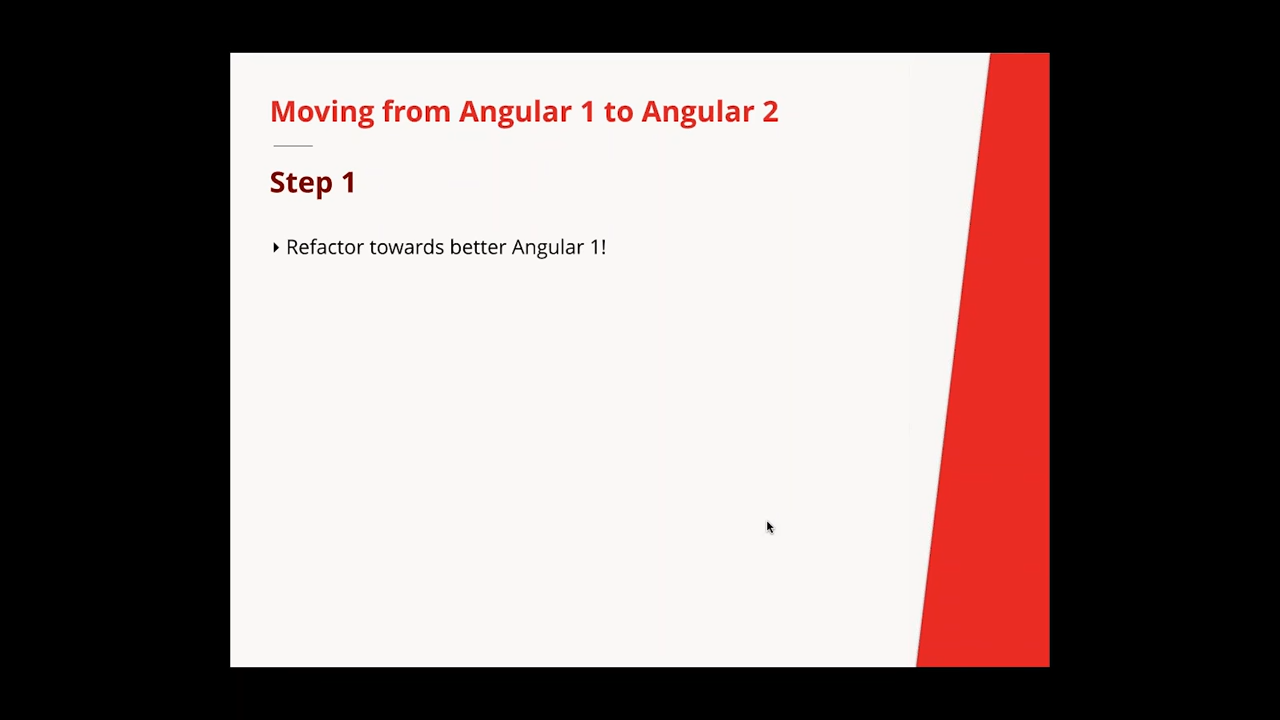 Moving from Angular 1 to Angular 2
Step 1
Refactor towards better Angular 1!